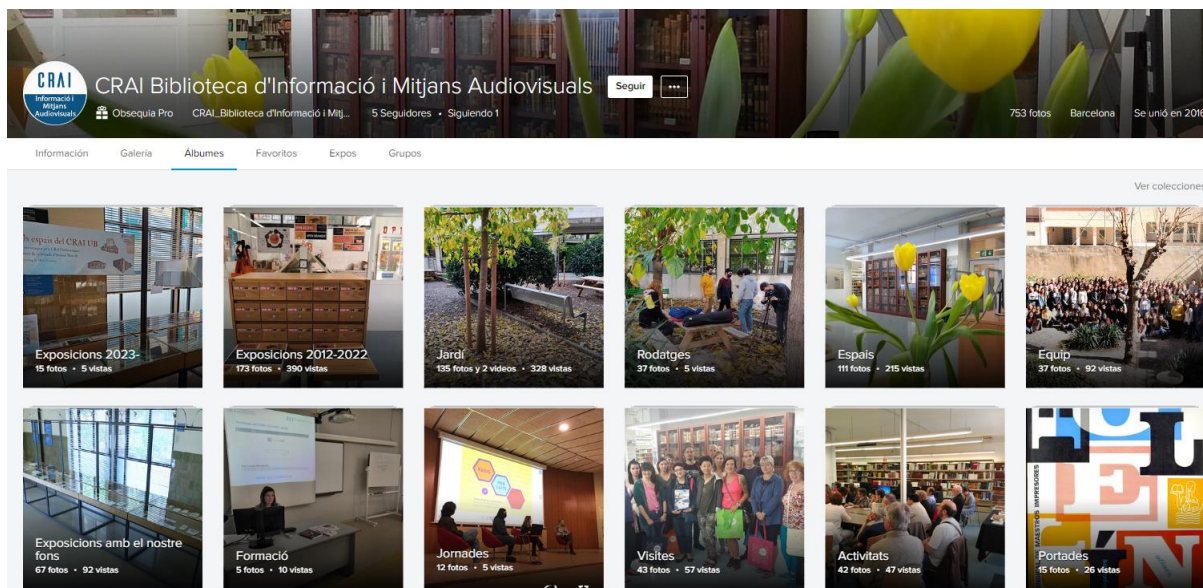 CRAI
Informació i
Mitjans
Audiovisuals
CRAI Biblioteca d'Informació i Mitjans Audiovisuals
Seguir
...
Obsequia Pro
CRAI_Biblioteca d'Informació i Mitj...
5 Seguidores • Siguiendo 1
753 fotos
Barcelona
Se unió en 2016
Información
Galería
Álbumes
Favoritos
Expos
Grupos
Ver colecciones
espais del CRAI UB
Exposicions 2023-
15 fotos • 5 vistas
Exposicions 2012-2022
173 fotos • 390 vistas
Jardí
135 fotos y 2 videos • 328 vistas
Rodatges
37 fotos • 5 vistas
Espais
111 fotos • 215 vistas
Equip
37 fotos • 92 vistas
Exposicions amb el nostre
fons
67 fotos • 92 vistas
Formació
5 fotos • 10 vistas
Jornades
12 fotos • 5 vistas
Visites
43 fotos • 57 vistas
Activitats
42 fotos • 47 vistas
MAESTROS IMPRESORES
Portades
15 fotos • 26 vistas